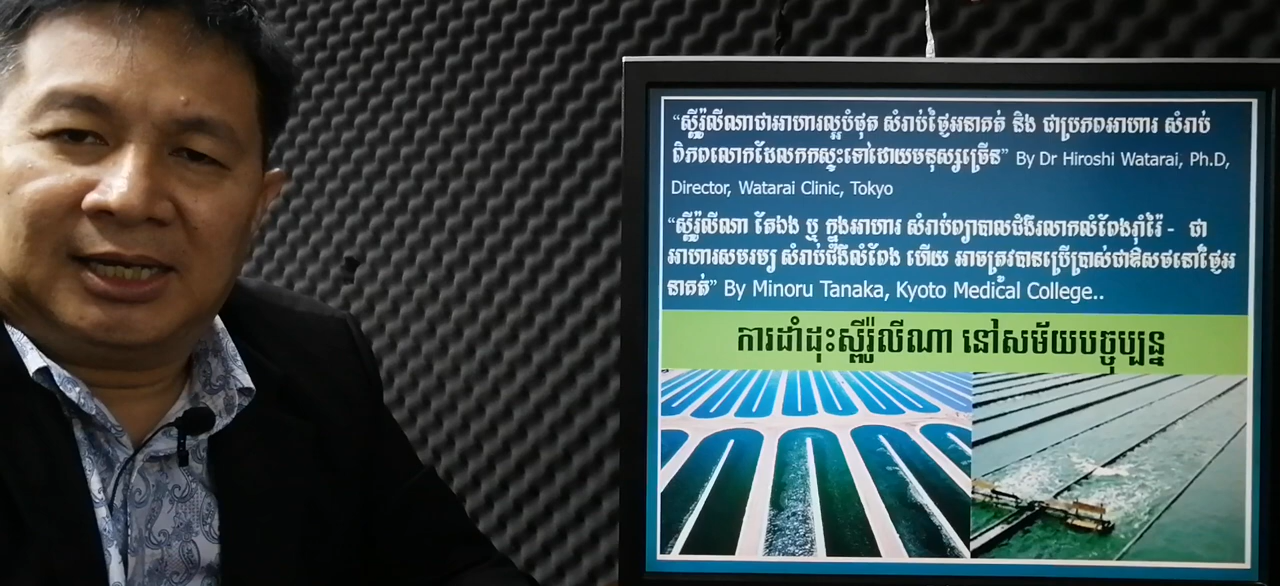 “ស្ពីរ៉ូលីណាជាអាហារល្អបំផុត សំរាប់ថ្ងៃអនាគត់ និង ជាប្រភពអាហារ សំរាប់
ពិភពលោកដែលកកស្ទះទៅដោយមនុស្សច្រើន” By Dr Hiroshi Watarai, Ph.D,
Director, Watarai Clinic, Tokyo
“ស្ពីរ៉ូលីណា តែឯង ឬ ក្នុងអាហារ សំរាប់ព្យាបាលជំងឺរលាកលំពែងរ៉ាំរ៉ៃ - ជា
អាហារសមរម្យ សំរាប់ជំងឺលំពែង ហើយ អាចត្រូវបានប្រើប្រាស់ជាឱសថនៅថ្ងៃអ
នាគត់” By Minoru Tanaka, Kyoto Medical College..
ការដាំដុះស្ពីរ៉ូលីណា នៅសម័យបច្ចុប្បន្ន